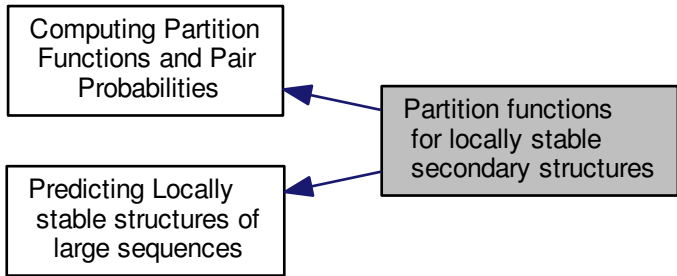 Computing Partition
Functions and Pair
Probabilities
Partition functions
for locally stable
secondary structures
Predicting Locally
stable structures of
large sequences